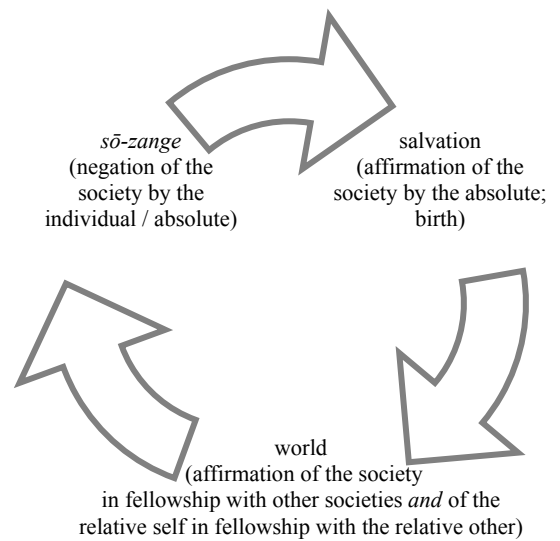 sō-zange
(negation of the
society by the
individual / absolute)
salvation
(affirmation of the
society by the absolute;
birth)
world
(affirmation of the society
in fellowship with other societies and of the
relative self in fellowship with the relative other)